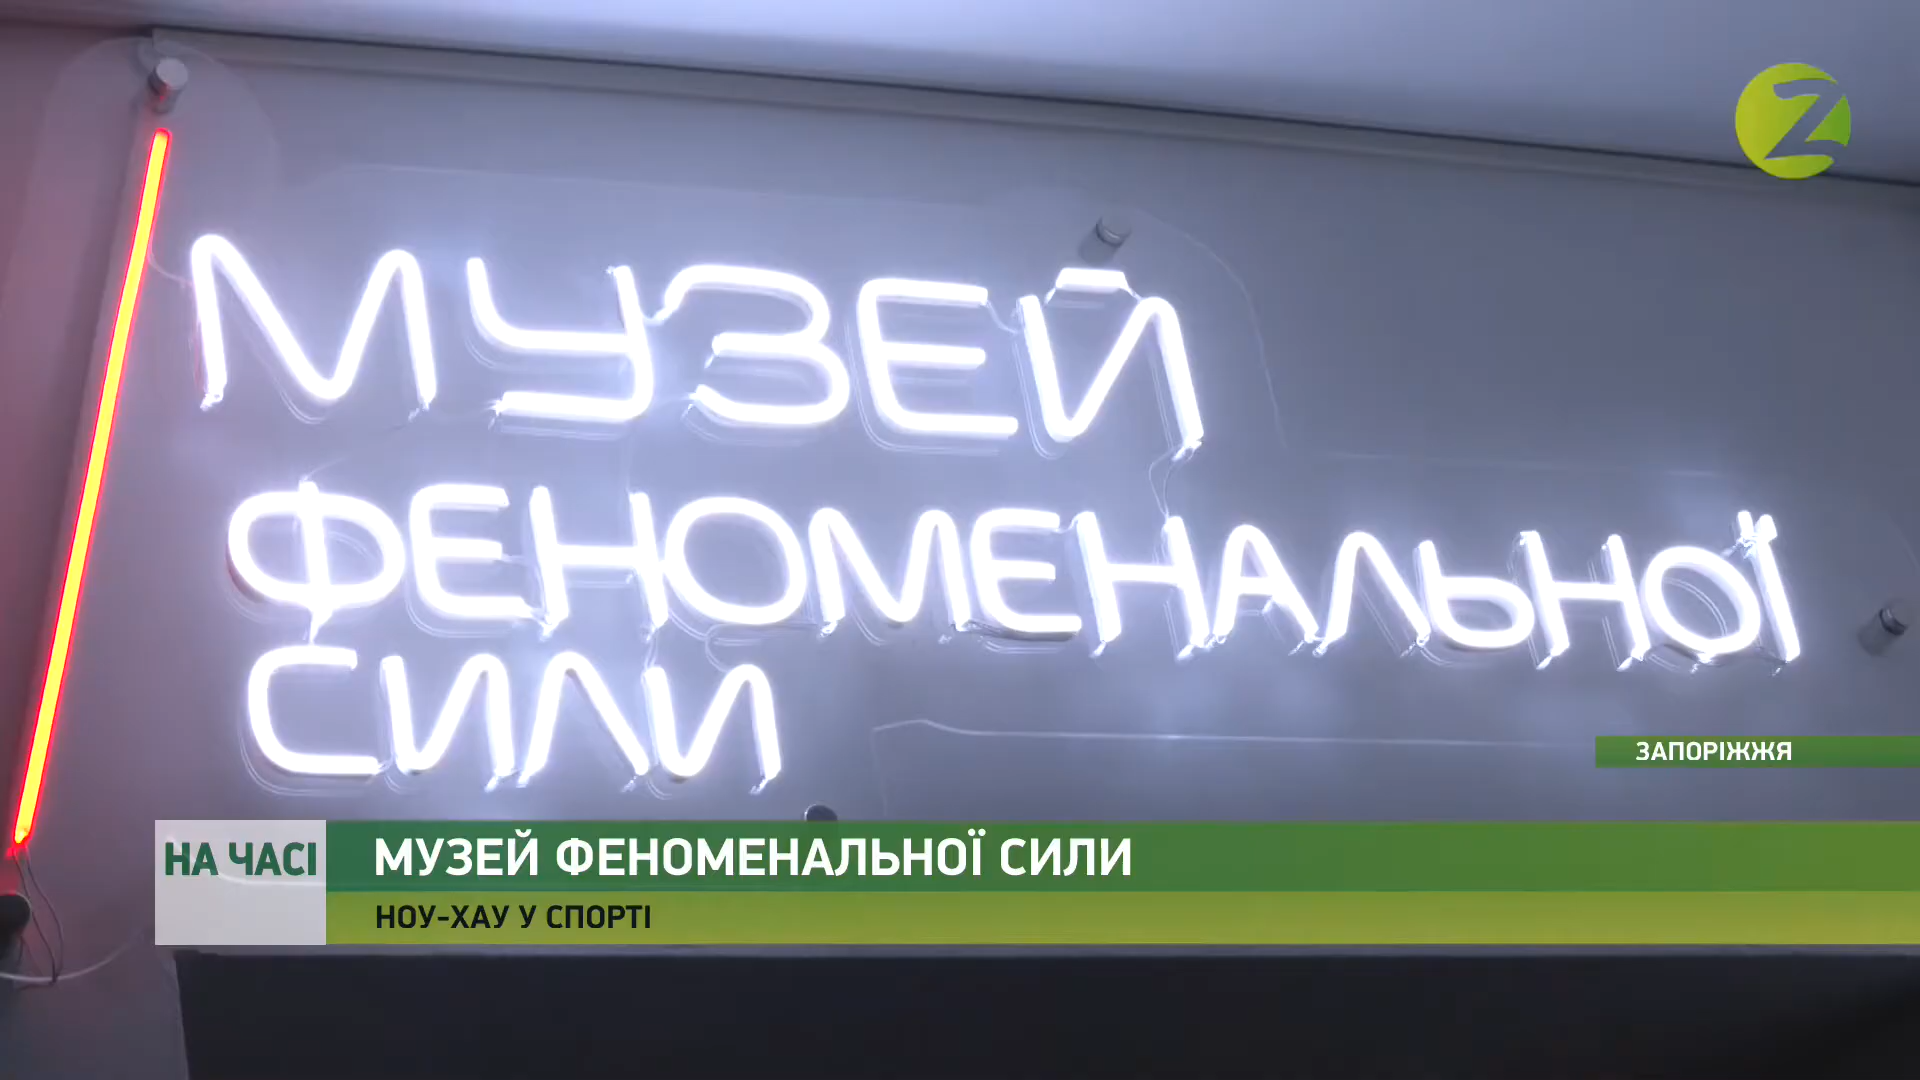 МУЗЕЙ
ФЕНОМЕНАЛЬНОЇ
СИЛИ
ЗАПОРІЖЖЯ
НА ЧАСІ
МУЗЕЙ ФЕНОМЕНАЛЬНОЇ СИЛИ
НОУ-ХАУ У СПОРТІ